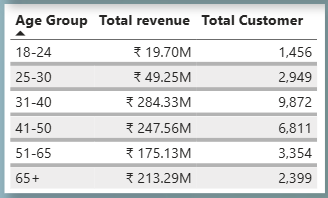 Age Group Total revenue Total Customer
18-24 ₹ 19.70M 1,456
25-30 ₹ 49.25M 2,949
31-40 ₹ 284.33M 9,872
41-50 ₹ 247.56M 6,811
51-65 ₹ 175.13M 3,354
65+ ₹ 213.29M 2,399